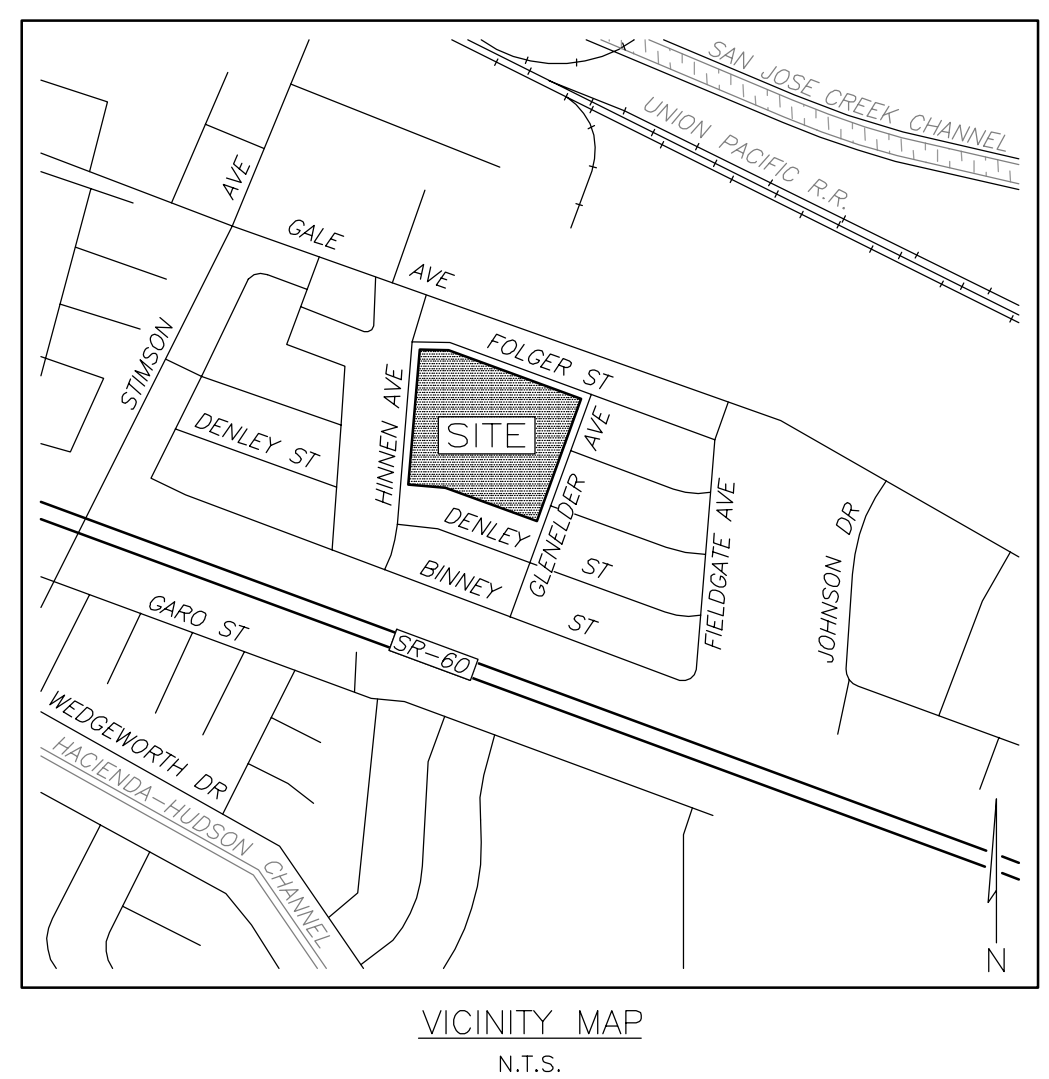 SAN JOSE CREEK CHANNEL
UNION PACIFIC R.R.
AVE
GALE
AVE
STIMSON
FOLGER ST
HINNEN AVE
SITE
AVE
DENLEY ST
GLENELDER
DENLEY
ST
FIELDGATE AVE
JOHNSON DR
BINNEY
ST
GARO ST
SR-60
WEDGEWORTH DR
HACIENDA-HUDSON CHANNEL
N
VICINITY MAP
N.T.S.